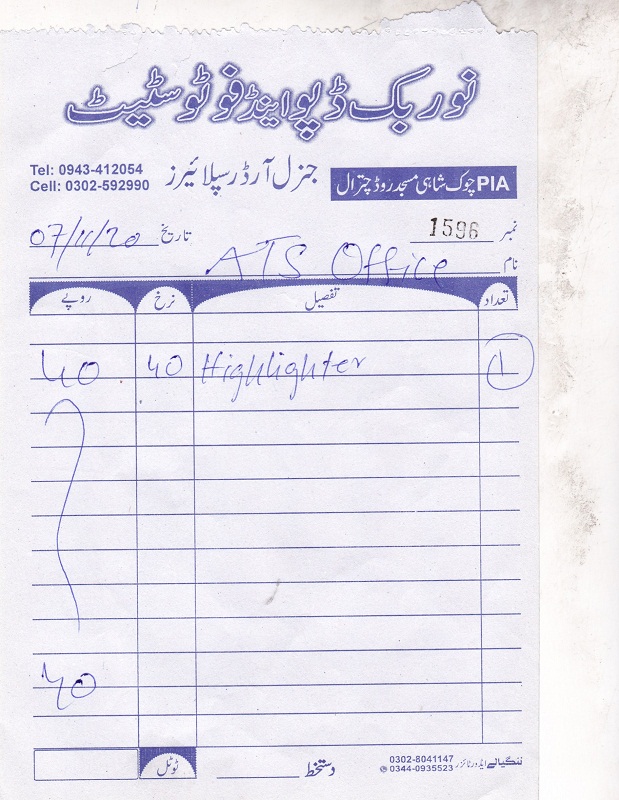 نور بک ڈپو اینڈ فوٹو سٹیٹ
Tel: 0943-412054
Cell: 0302-592990
جنرل آرڈر سپلائیرز
PIA چوک شاہی مسجد روڈ چترال
نمبر 1596
تاریخ 07/11/20
نام ATS Office
تعداد تفصیل نرخ روپے
1 Highlighter 40 40
40
ٹوٹل
دستخط
ننگیالے ایڈورٹائزر 0302-8041147
0344-0935523